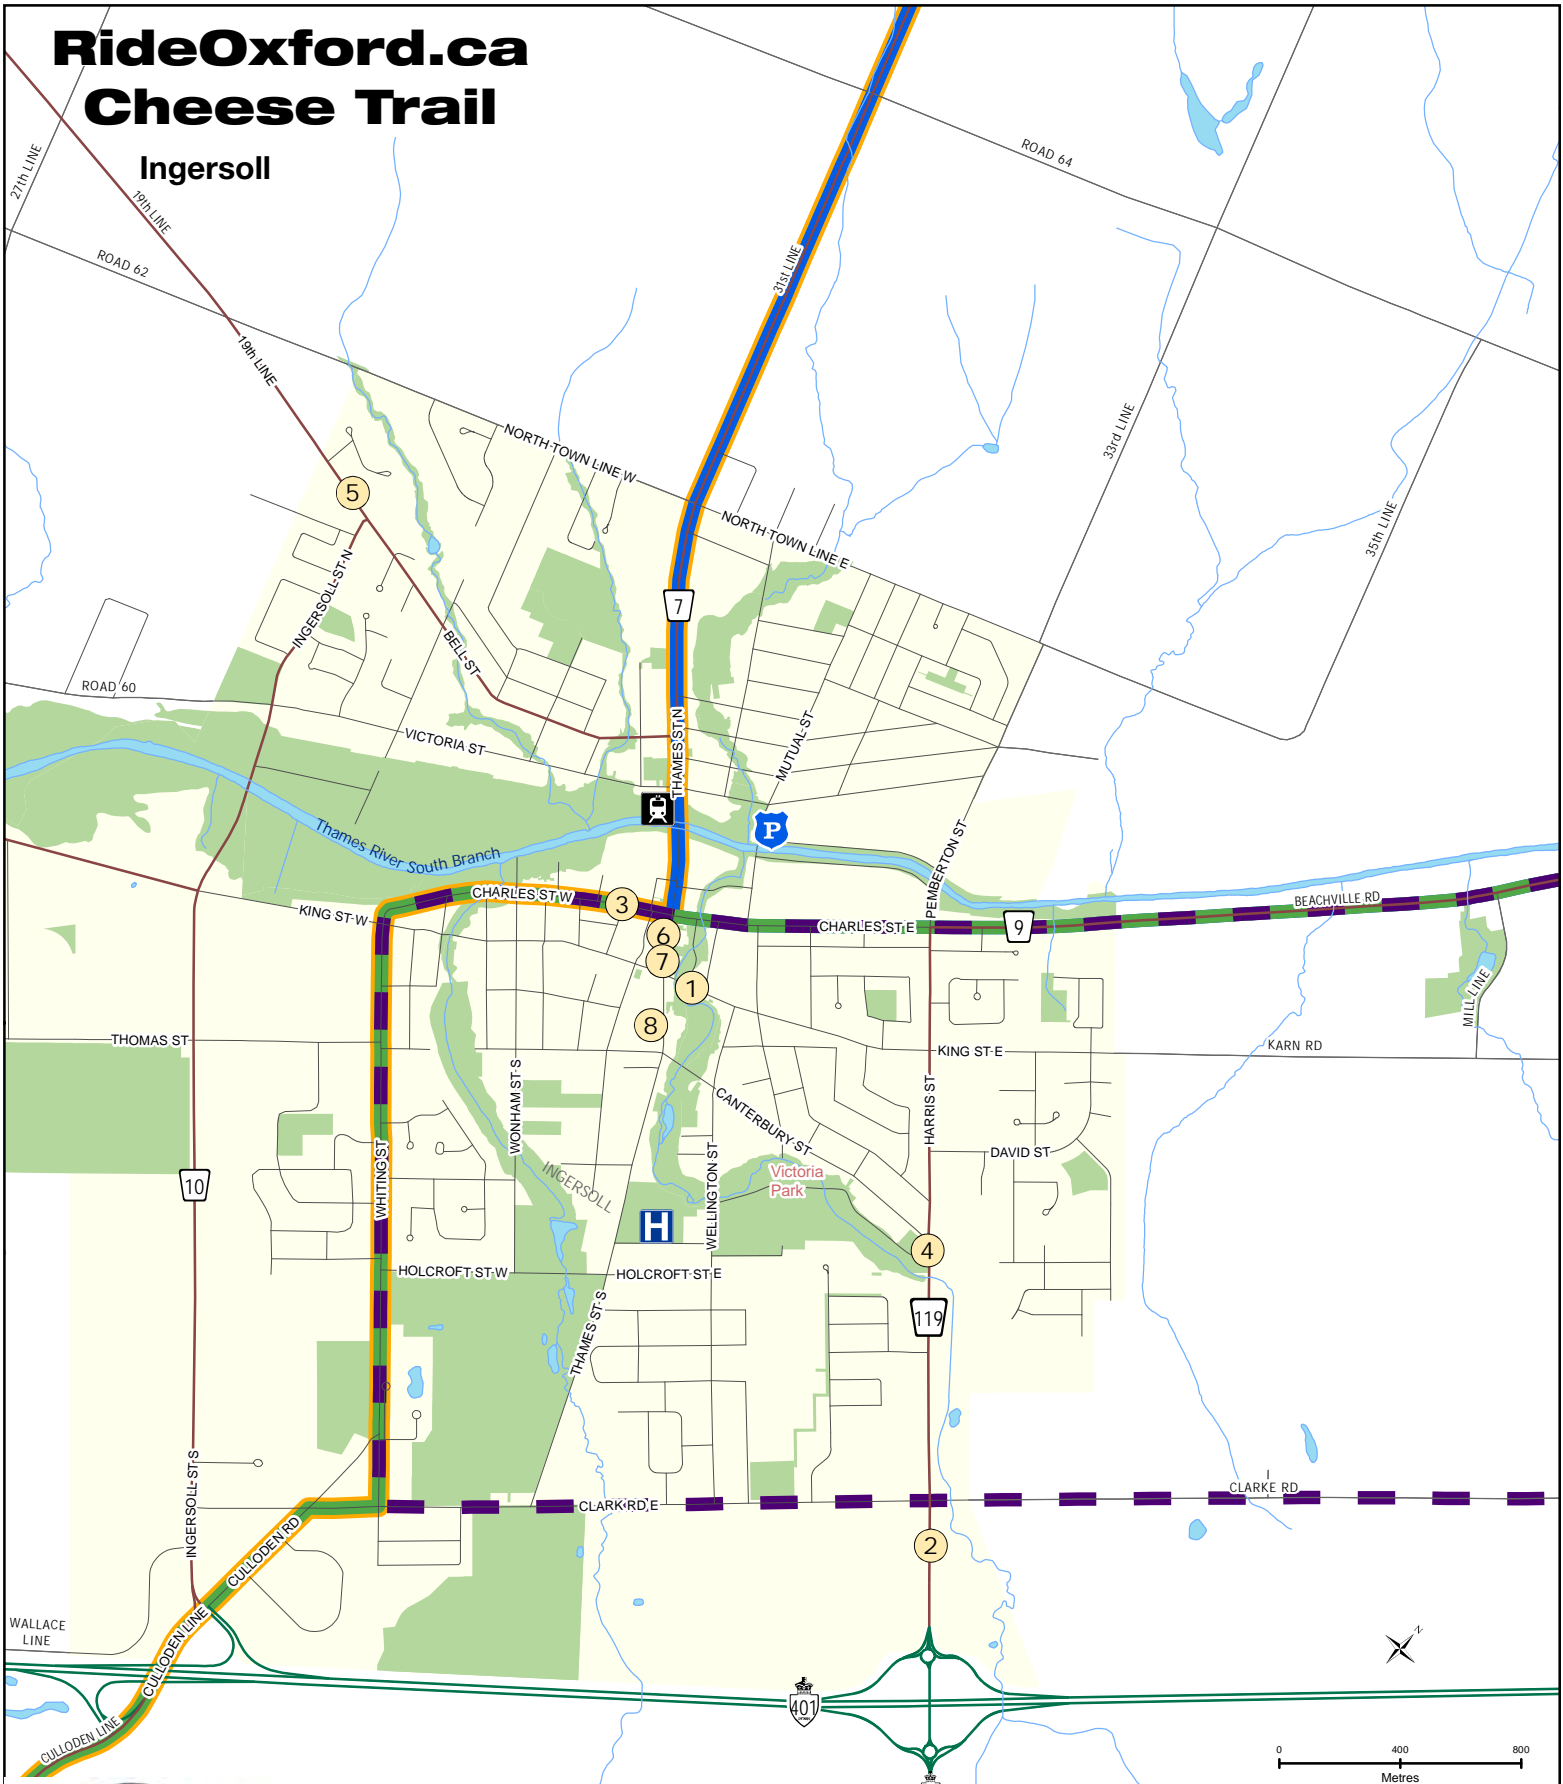 RideOxford.ca
Cheese Trail
Ingersoll
27th LINE
19th LINE
ROAD 62
19th LINE
31st LINE
ROAD 64
33rd LINE
35th LINE
NORTH TOWN LINE W
NORTH TOWN LINE E
5
INGERSOLL ST N
BELL ST
7
ROAD 60
VICTORIA ST
THAMES ST N
MUTUAL ST
P
PEMBERTON ST
Thames River South Branch
CHARLES ST W
KING ST W
3
CHARLES ST E
9
BEACHVILLE RD
6
7
1
8
MILL LINE
THOMAS ST
KING ST E
KARN RD
WONHAM ST S
CANTERBURY ST
HARRIS ST
DAVID ST
10
WHITING ST
INGERSOLL
WELLINGTON ST
Victoria
Park
H
4
HOLCROFT ST W
HOLCROFT ST E
119
THAMES ST S
INGERSOLL ST S
CLARK RD E
CLARKE RD
CULLODEN RD
2
WALLACE
LINE
CULLODEN LINE
CULLODEN LINE
401
N
0 400 800
Metres